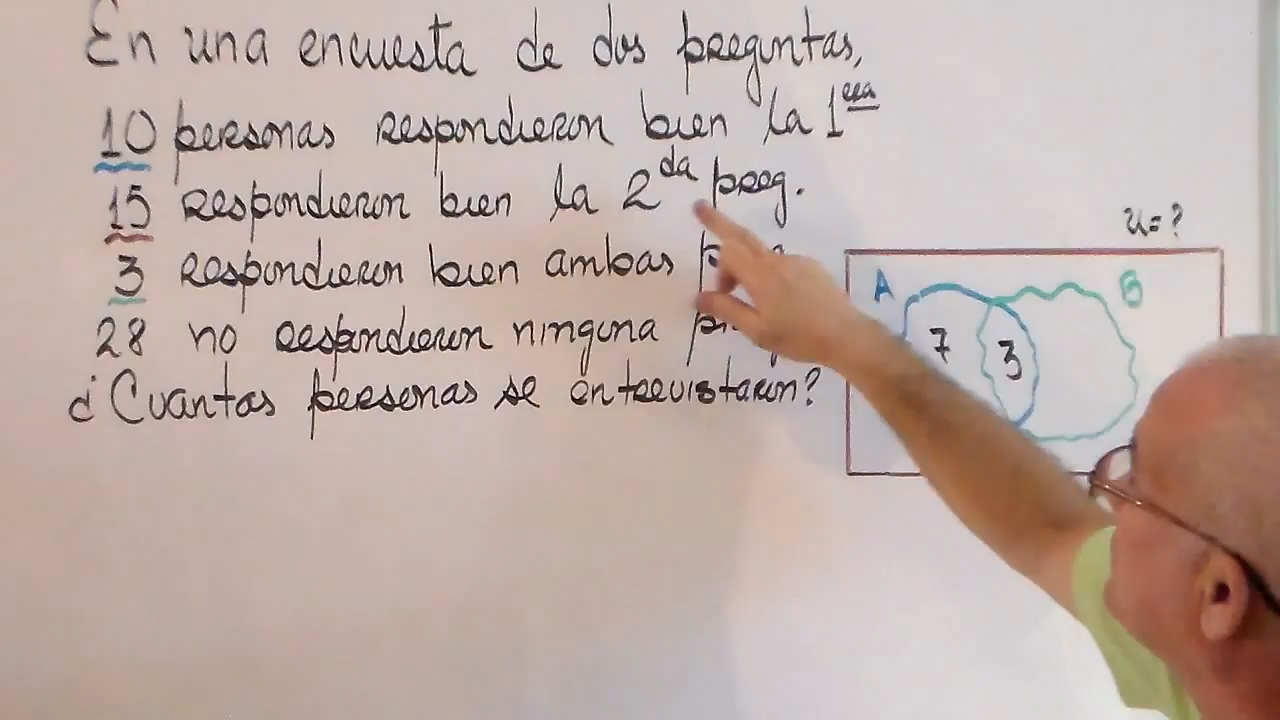 En una encuesta de dos preguntas,
10 personas respondieron bien la 1era
15 respondieron bien la 2da preg.
3 respondieron bien ambas
28 no respondieron ninguna
¿Cuantas personas se entrevistaron?
U=?
A B
7 3